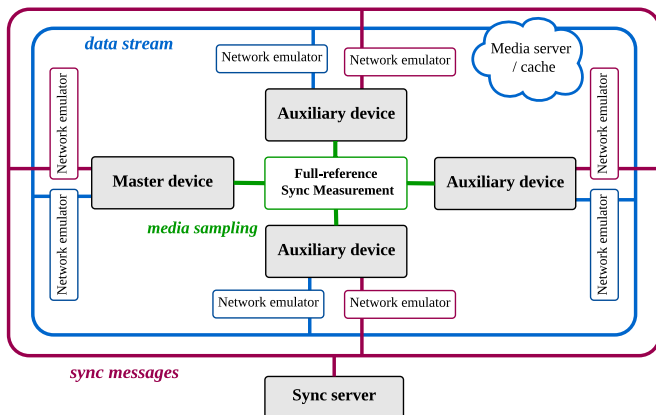 data stream
Network emulator
Network emulator
Media server
/ cache
Network emulator
Network emulator
Auxiliary device
Master device
Full-reference
Sync Measurement
Auxiliary device
media sampling
Network emulator
Network emulator
Auxiliary device
Network emulator
Network emulator
sync messages
Sync server